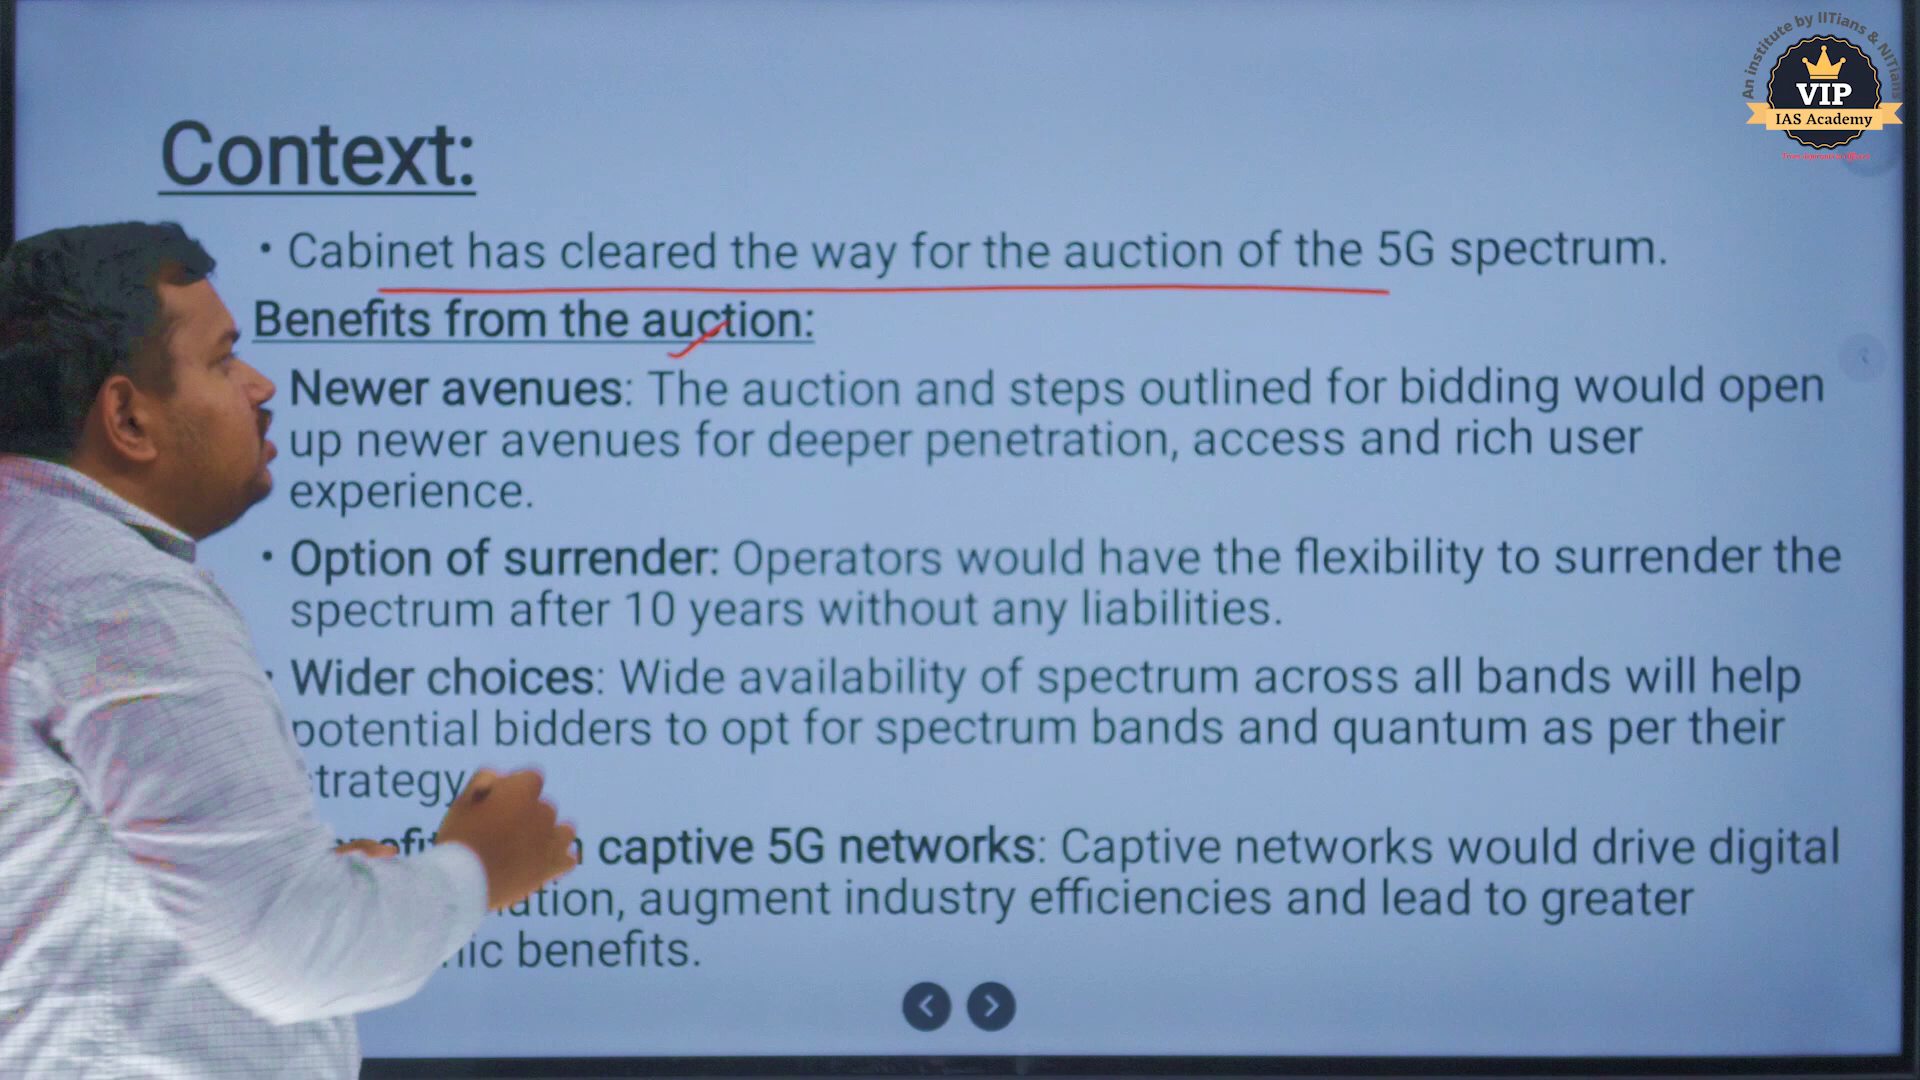 An institute by IITians & NITians
VIP
IAS Academy
Context:
• Cabinet has cleared the way for the auction of the 5G spectrum.
Benefits from the auction:
Newer avenues: The auction and steps outlined for bidding would open
up newer avenues for deeper penetration, access and rich user
experience.
• Option of surrender: Operators would have the flexibility to surrender the
spectrum after 10 years without any liabilities.
Wider choices: Wide availability of spectrum across all bands will help
potential bidders to opt for spectrum bands and quantum as per their
captive 5G networks: Captive networks would drive digital
augment industry efficiencies and lead to greater
benefits.